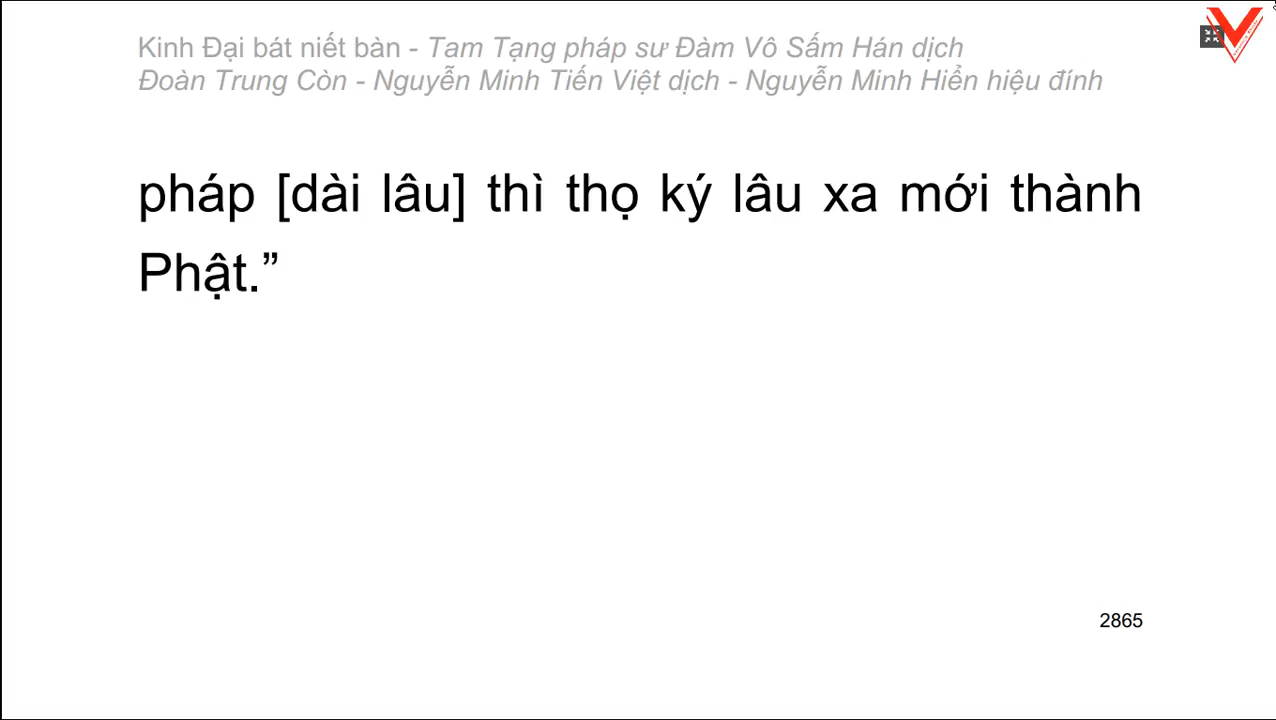 Kinh Đại bát niết bàn - Tam Tạng pháp sư Đàm Vô Sấm Hán dịch
Đoàn Trung Còn - Nguyễn Minh Tiến Việt dịch - Nguyễn Minh Hiển hiệu đính
pháp [dài lâu] thì thọ ký lâu xa mới thành
Phật.”
2865